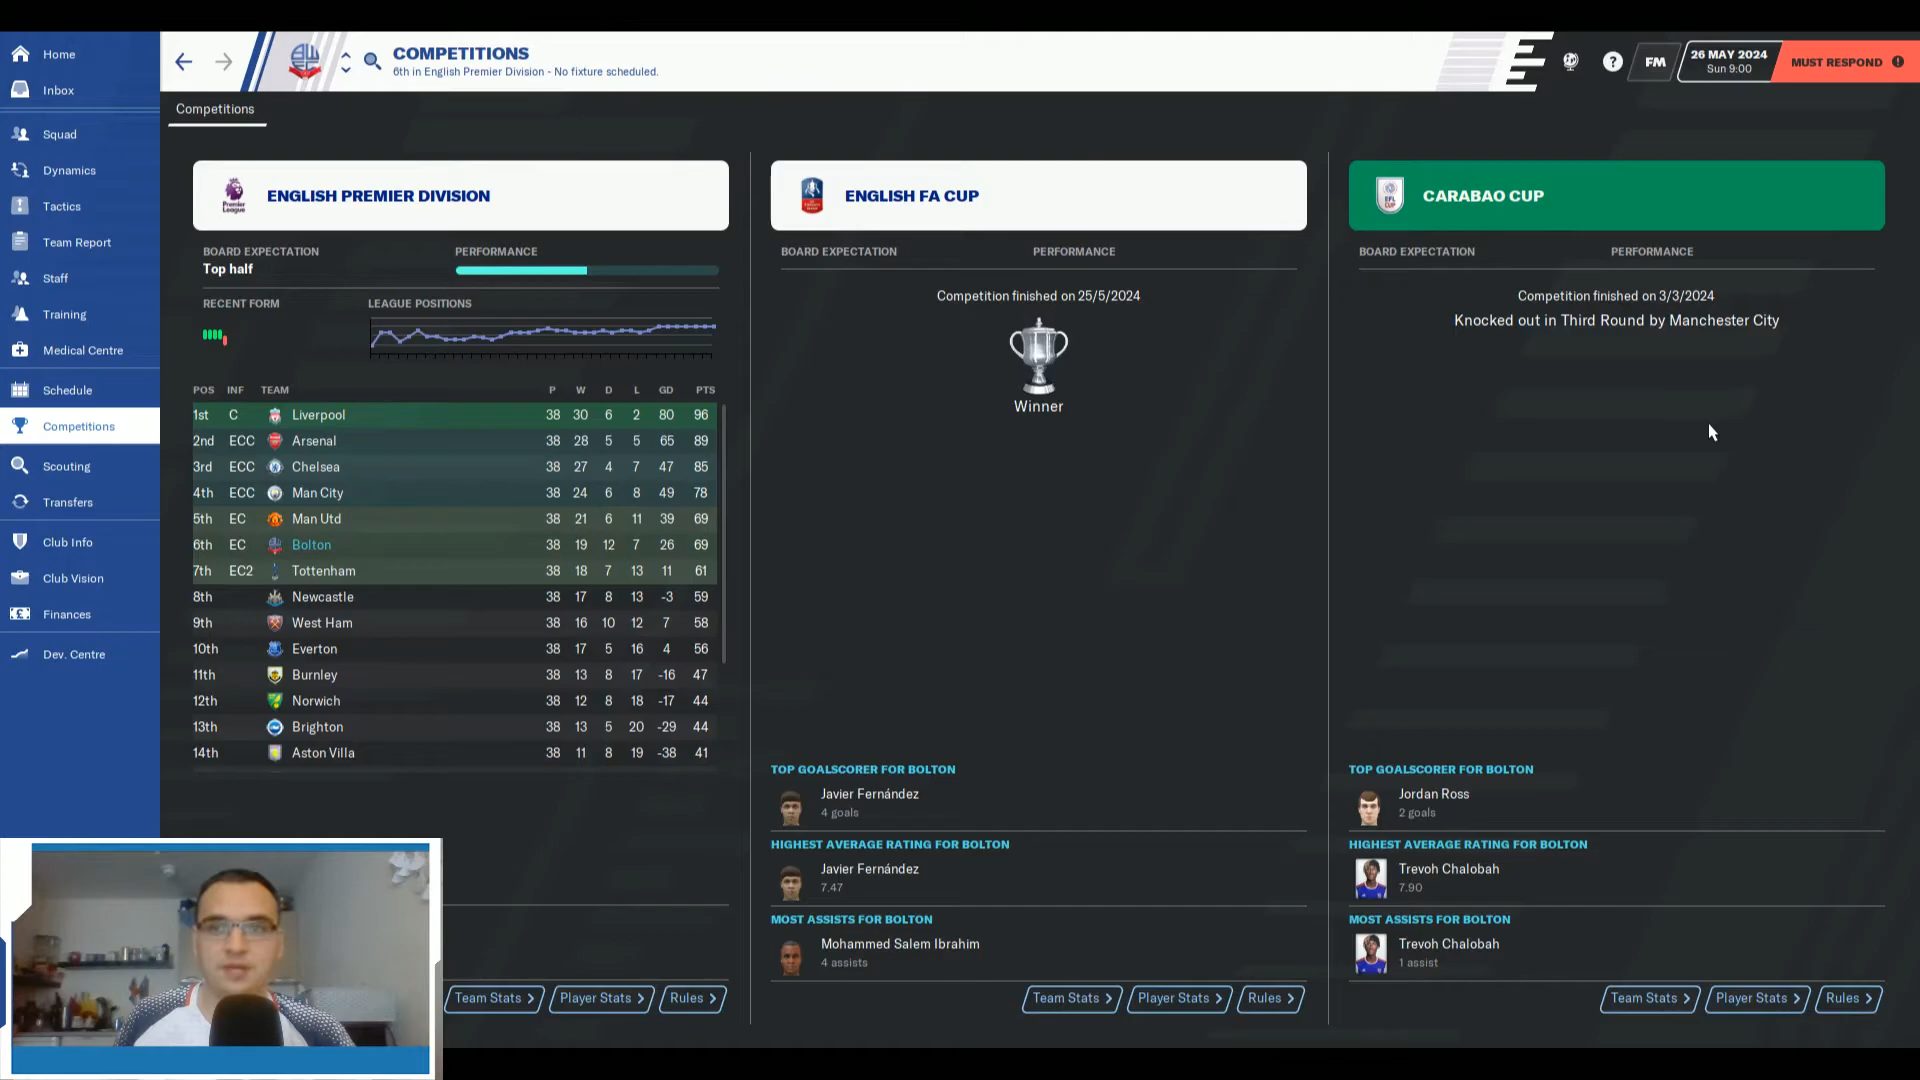 Home
Inbox
Squad
Dynamics
Tactics
Team Report
Staff
Training
Medical Centre
Schedule
Competitions
Scouting
Transfers
Club Info
Club Vision
Finances
Dev. Centre
COMPETITIONS
6th in English Premier Division - No fixture scheduled.
?
FM
26 MAY 2024
Sun 9:00
MUST RESPOND
Competitions
Premier League
ENGLISH PREMIER DIVISION
BOARD EXPECTATION PERFORMANCE
Top half
RECENT FORM LEAGUE POSITIONS
POS INF TEAM P W D L GD PTS
1st C Liverpool 38 30 6 2 80 96
2nd ECC Arsenal 38 28 5 5 65 89
3rd ECC Chelsea 38 27 4 7 47 85
4th ECC Man City 38 24 6 8 49 78
5th EC Man Utd 38 21 6 11 39 69
6th EC Bolton 38 19 12 7 26 69
7th EC2 Tottenham 38 18 7 13 11 61
8th Newcastle 38 17 8 13 -3 59
9th West Ham 38 16 10 12 7 58
10th Everton 38 17 5 16 4 56
11th Burnley 38 13 8 17 -16 47
12th Norwich 38 12 8 18 -17 44
13th Brighton 38 13 5 20 -29 44
14th Aston Villa 38 11 8 19 -38 41
Team Stats Player Stats Rules
ENGLISH FA CUP
BOARD EXPECTATION PERFORMANCE
Competition finished on 25/5/2024
Winner
TOP GOALSCORER FOR BOLTON
Javier Fernández
4 goals
HIGHEST AVERAGE RATING FOR BOLTON
Javier Fernández
7.47
MOST ASSISTS FOR BOLTON
Mohammed Salem Ibrahim
4 assists
Team Stats Player Stats Rules
EFL CUP
CARABAO CUP
BOARD EXPECTATION PERFORMANCE
Competition finished on 3/3/2024
Knocked out in Third Round by Manchester City
TOP GOALSCORER FOR BOLTON
Jordan Ross
2 goals
HIGHEST AVERAGE RATING FOR BOLTON
Trevoh Chalobah
7.90
MOST ASSISTS FOR BOLTON
Trevoh Chalobah
1 assist
Team Stats Player Stats Rules